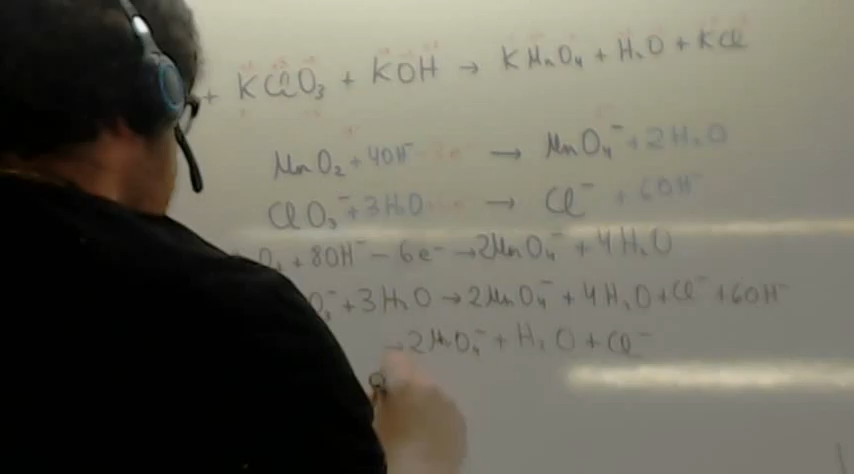 + KClO₃ + KOH → KMnO₄ + H₂O + KCl
MnO₂ + 4OH⁻ → MnO₄⁻ + 2H₂O
ClO₃⁻ + 3H₂O → Cl⁻ + 6OH⁻
O₂ + 8OH⁻ − 6e⁻ → 2MnO₄⁻ + 4H₂O
O₃⁻ + 3H₂O → 2MnO₄⁻ + 4H₂O + Cl⁻ + 6OH⁻
→ 2MnO₄⁻ + H₂O + Cl⁻